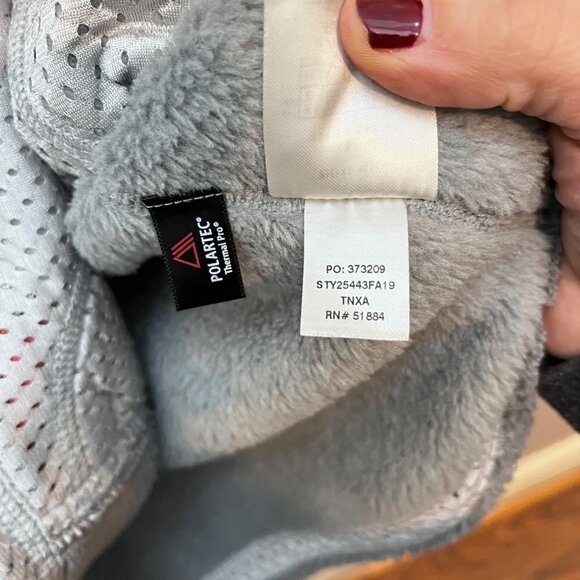 POLARTEC®
Thermal Pro®
PO: 373209
STY25443FA19
TNXA
RN# 51884